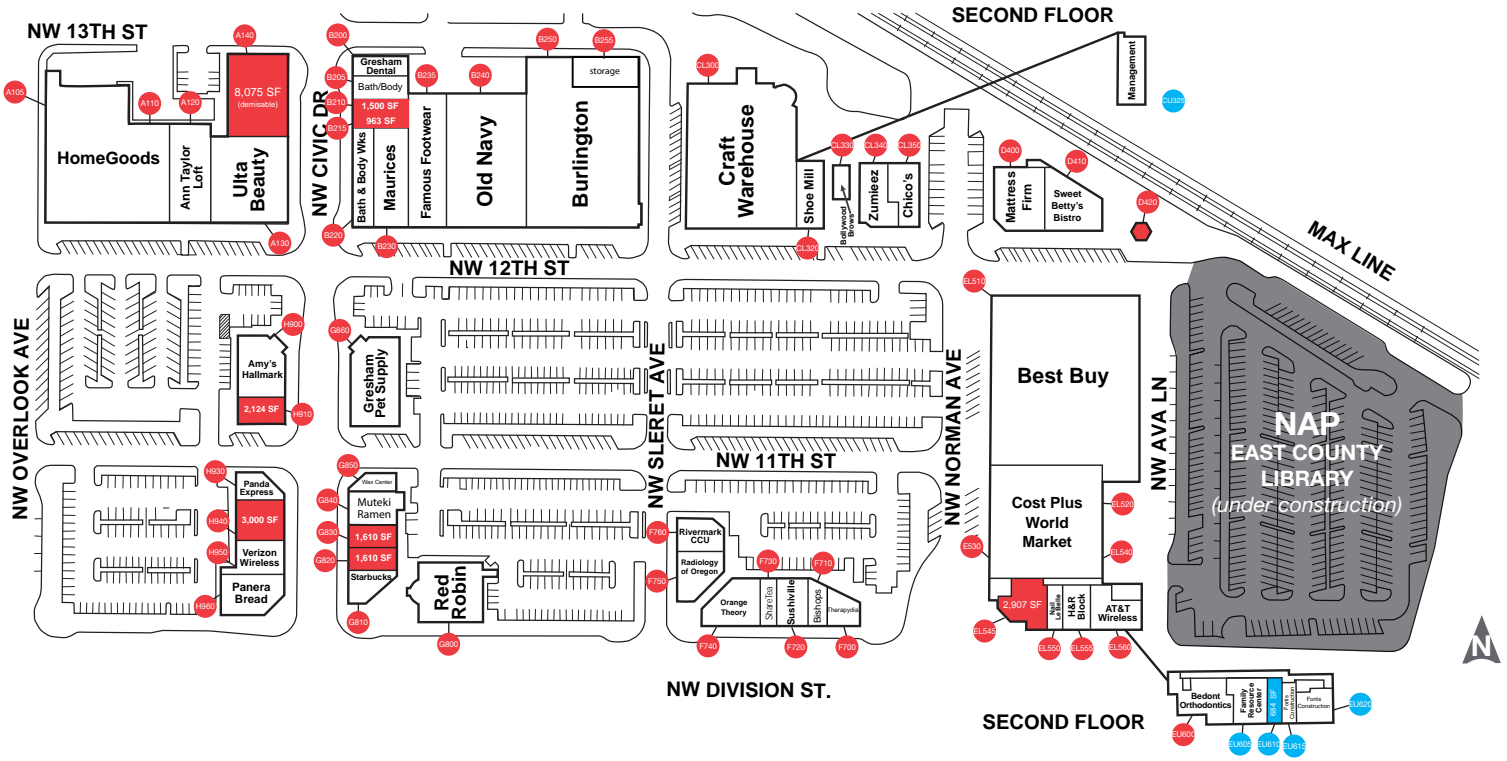 SECOND FLOOR
NW 13TH ST
A140
B200
B250
B255
A105
A110
A120
8,075 SF
(demisable)
HomeGoods
Ann Taylor
Loft
Ulta
Beauty
A130
NW CIVIC DR
B205
B210
B215
B220
B230
B235
B240
Gresham
Dental
Bath/Body
1,500 SF
963 SF
Bath & Body Wks
Maurices
Famous Footwear
Old Navy
Burlington
storage
CL300
Craft
Warehouse
Shoe Mill
CL320
CL330
Bollywood
Brows
CL340
CL350
Zumieez
Chico's
D400
D410
Mattress
Firm
Sweet
Betty's
Bistro
D420
Management
CU325
MAX LINE
NW 12TH ST
NW OVERLOOK AVE
H900
Amy's
Hallmark
2,124 SF
H910
G860
Gresham
Pet Supply
NW SLERET AVE
NW NORMAN AVE
EL510
Best Buy
NW AVA LN
NAP
EAST COUNTY
LIBRARY
(under construction)
NW 11TH ST
H930
Panda
Express
3,000 SF
H940
Verizon
Wireless
H950
Panera
Bread
H960
G850
Wax Center
G840
Muteki
Ramen
G830
1,610 SF
G820
1,610 SF
Starbucks
G810
Red
Robin
G800
F760
Rivermark
CCU
F750
Radiology
of Oregon
F730
F710
Orange
Theory
ShareTea
Sushiville
Bishops
Therapydia
F740
F720
F700
Cost Plus
World
Market
EL520
E530
EL540
2,907 SF
Nail
La Belle
H&R
Block
AT&T
Wireless
EL545
EL550
EL555
EL560
N
NW DIVISION ST.
SECOND FLOOR
Bedont
Orthodontics
Family
Resource
Center
684 SF
Fortis
Construction
Fortis
Construction
EU600
EU605
EU610
EU615
EU620